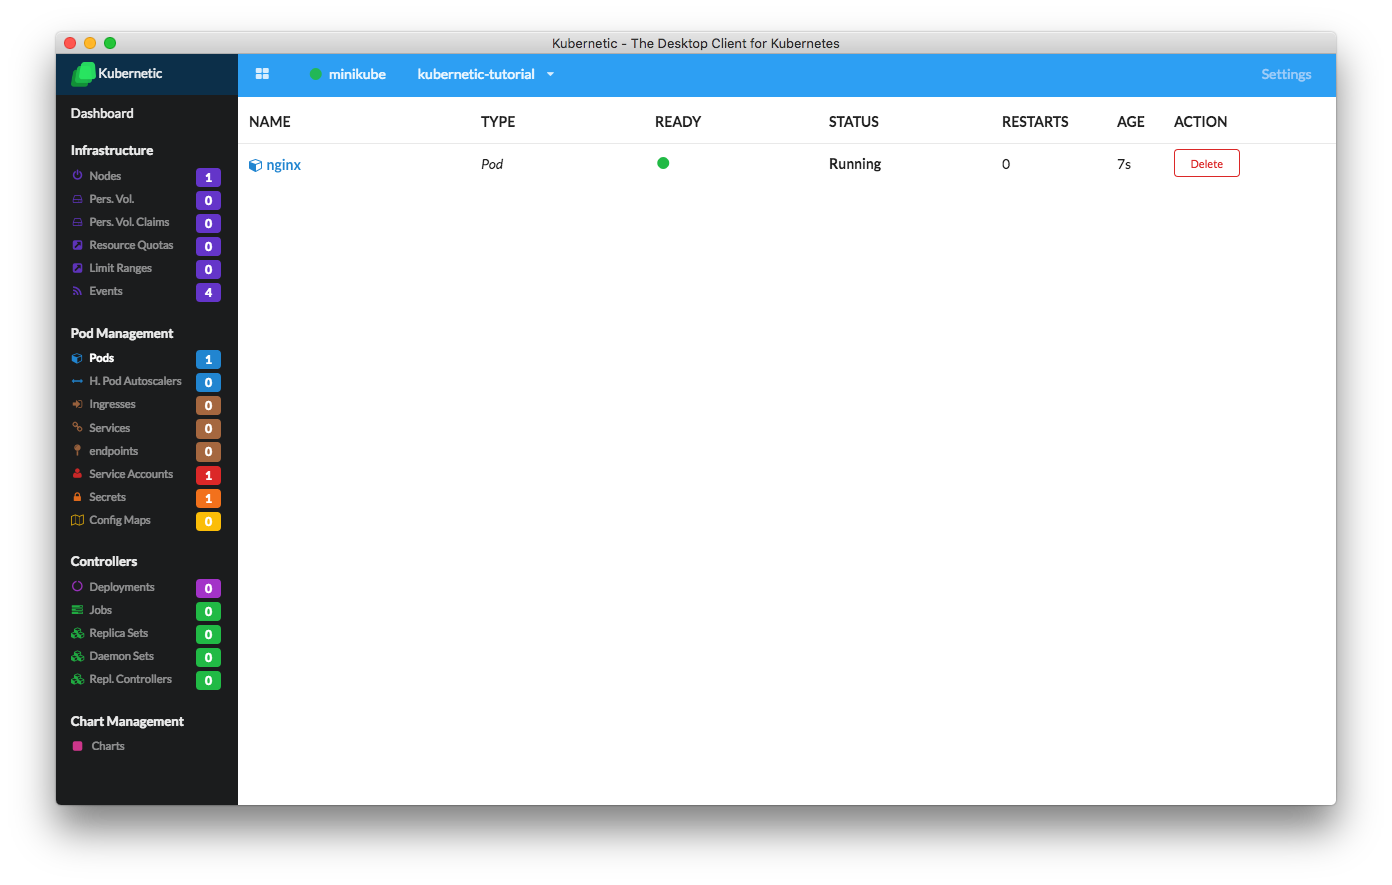 Kubernetic - The Desktop Client for Kubernetes
Kubernetic
minikube kubernetic-tutorial Settings
Dashboard
Infrastructure
Nodes 1
Pers. Vol. 0
Pers. Vol. Claims 0
Resource Quotas 0
Limit Ranges 0
Events 4
Pod Management
Pods 1
H. Pod Autoscalers 0
Ingresses 0
Services 0
endpoints 0
Service Accounts 1
Secrets 1
Config Maps 0
Controllers
Deployments 0
Jobs 0
Replica Sets 0
Daemon Sets 0
Repl. Controllers 0
Chart Management
Charts
NAME TYPE READY STATUS RESTARTS AGE ACTION
nginx Pod Running 0 7s Delete